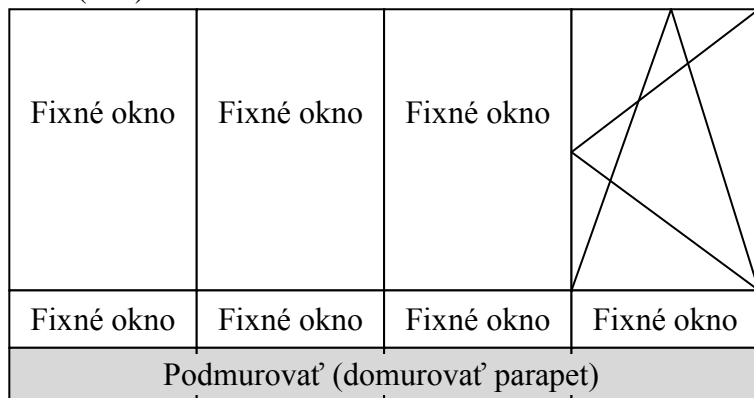 Fixné okno Fixné okno Fixné okno
Fixné okno Fixné okno Fixné okno Fixné okno
Podmurovať (domurovať parapet)